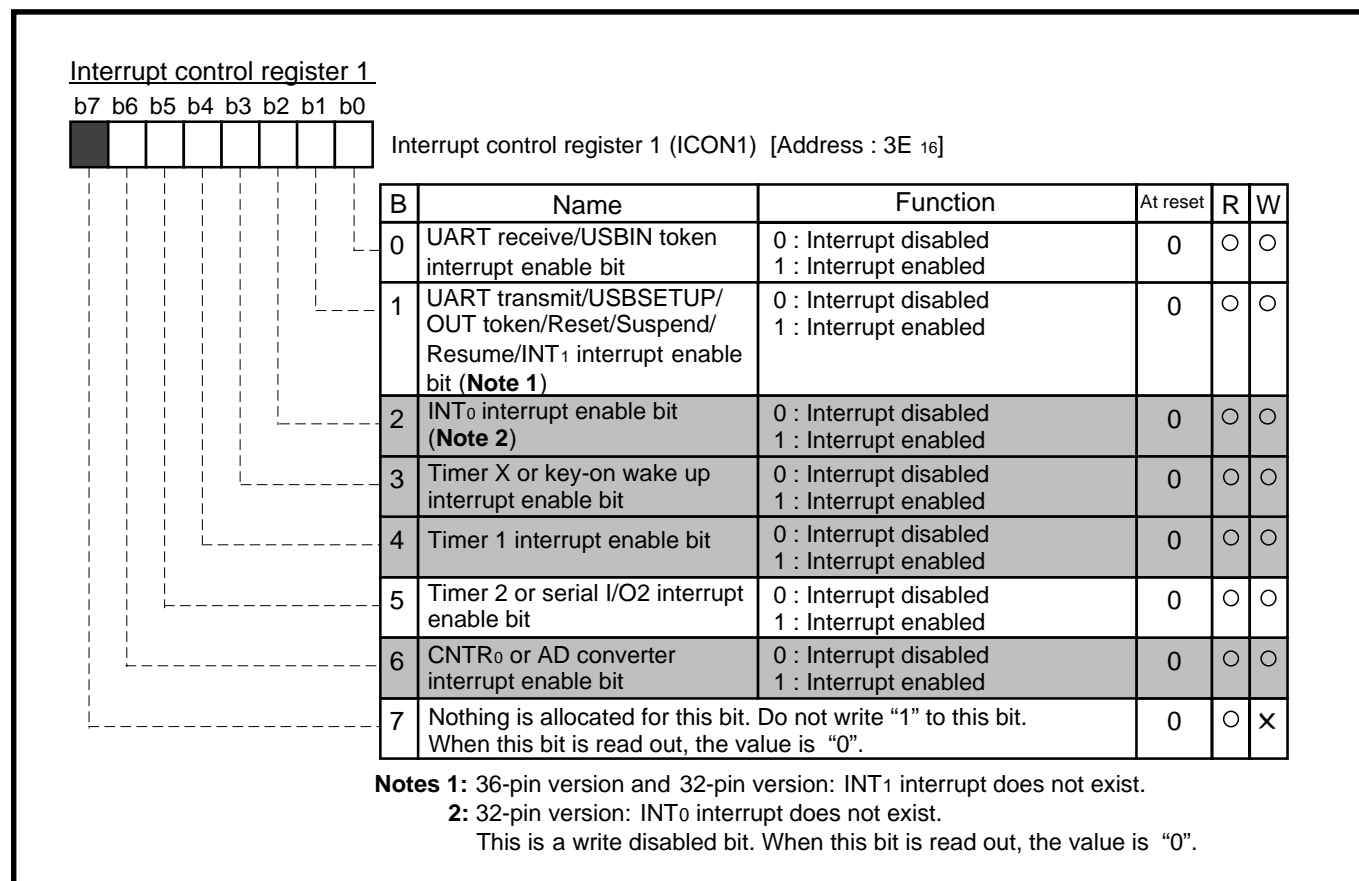 Interrupt control register 1
b7 b6 b5 b4 b3 b2 b1 b0
Interrupt control register 1 (ICON1) [Address : 3E 16]
B Name Function At reset R W
0 UART receive/USBIN token 0 : Interrupt disabled 0 ○ ○
interrupt enable bit 1 : Interrupt enabled
1 UART transmit/USBSETUP/ 0 : Interrupt disabled 0 ○ ○
OUT token/Reset/Suspend/ 1 : Interrupt enabled
Resume/INT1 interrupt enable
bit (Note 1)
2 INT0 interrupt enable bit 0 : Interrupt disabled 0 ○ ○
(Note 2) 1 : Interrupt enabled
3 Timer X or key-on wake up 0 : Interrupt disabled 0 ○ ○
interrupt enable bit 1 : Interrupt enabled
4 Timer 1 interrupt enable bit 0 : Interrupt disabled 0 ○ ○
1 : Interrupt enabled
5 Timer 2 or serial I/O2 interrupt 0 : Interrupt disabled 0 ○ ○
enable bit 1 : Interrupt enabled
6 CNTR0 or AD converter 0 : Interrupt disabled 0 ○ ○
interrupt enable bit 1 : Interrupt enabled
7 Nothing is allocated for this bit. Do not write “1” to this bit. 0 ○ ×
When this bit is read out, the value is “0”.
Notes 1: 36-pin version and 32-pin version: INT1 interrupt does not exist.
2: 32-pin version: INT0 interrupt does not exist.
This is a write disabled bit. When this bit is read out, the value is “0”.